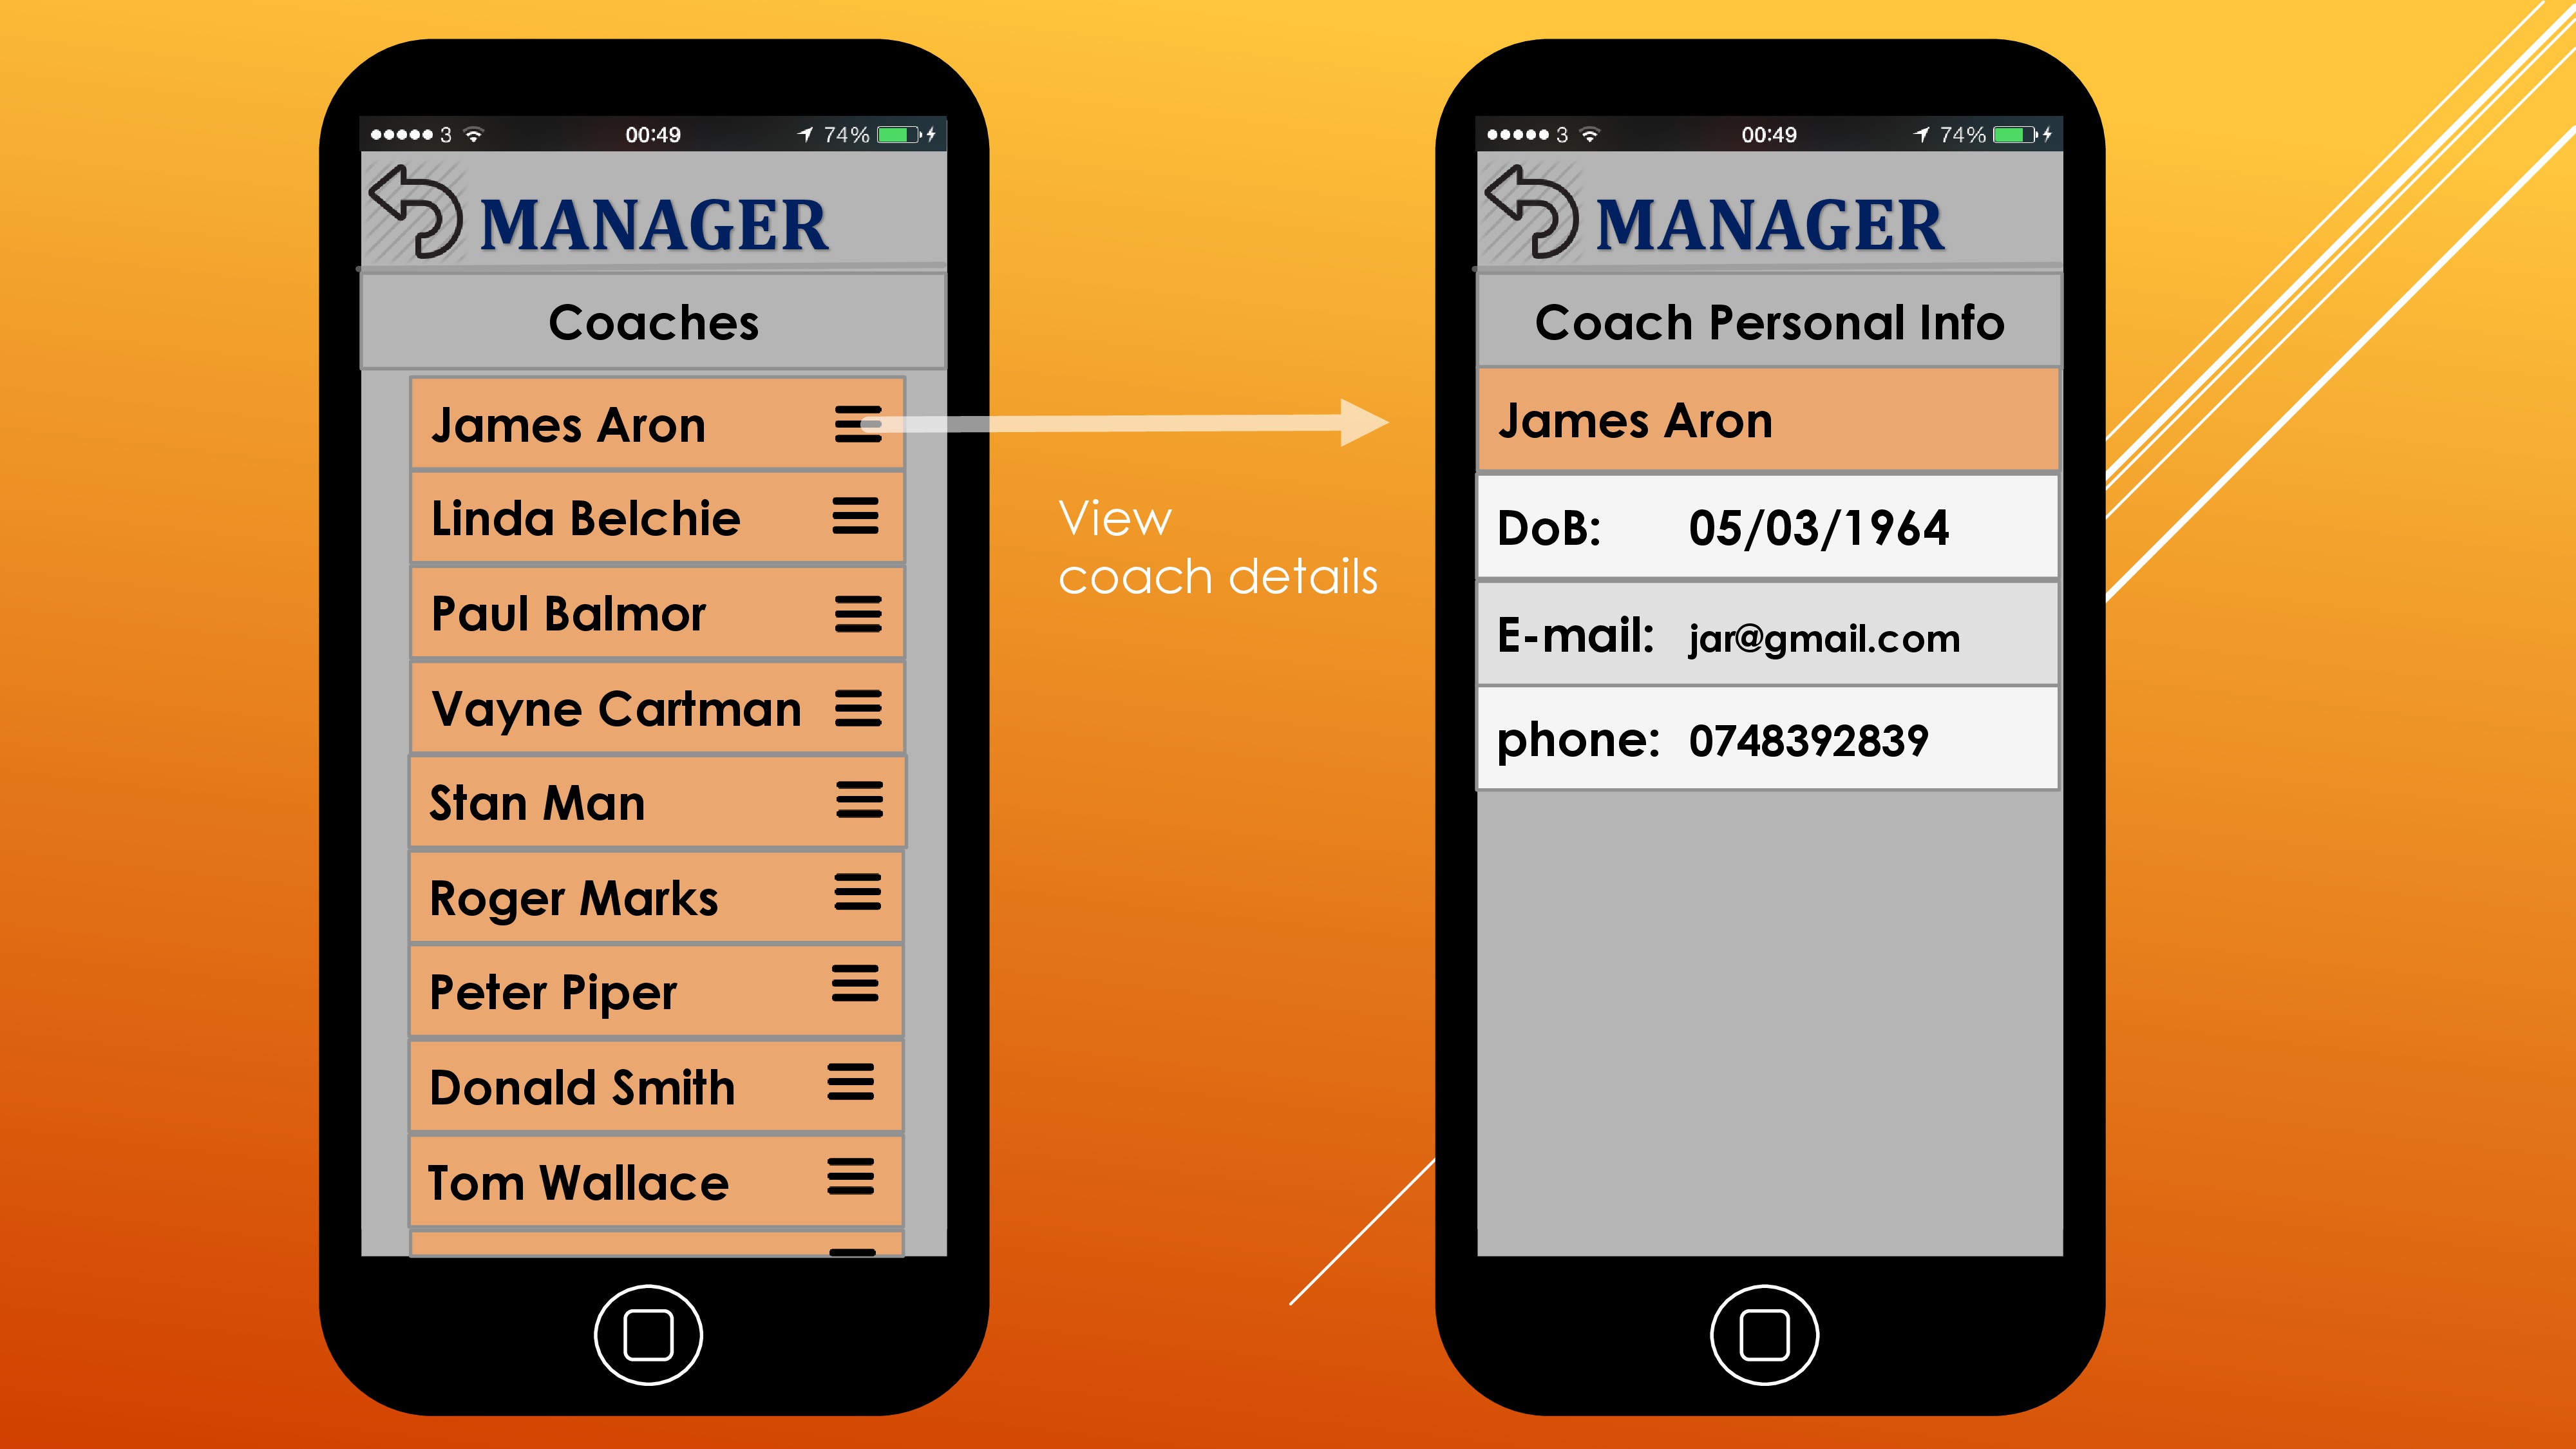 3 00:49 74%
MANAGER
Coaches
James Aron
Linda Belchie
Paul Balmor
Vayne Cartman
Stan Man
Roger Marks
Peter Piper
Donald Smith
Tom Wallace
View
coach details
3 00:49 74%
MANAGER
Coach Personal Info
James Aron
DoB: 05/03/1964
E-mail: jar@gmail.com
phone: 0748392839